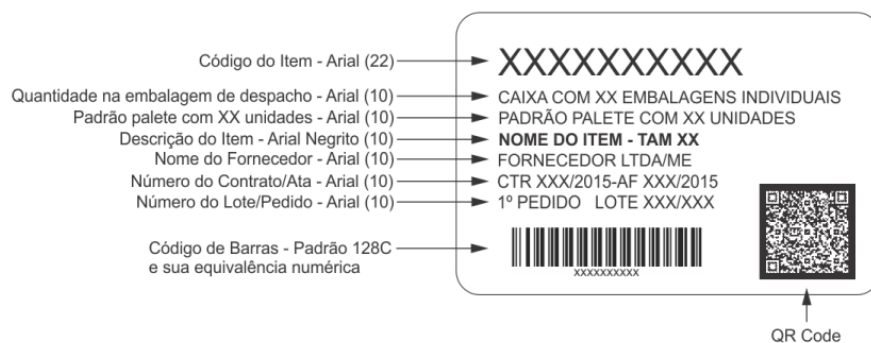 Código do Item - Arial (22)
XXXXXXXXXX
Quantidade na embalagem de despacho - Arial (10)
CAIXA COM XX EMBALAGENS INDIVIDUAIS
Padrão palete com XX unidades - Arial (10)
PADRÃO PALETE COM XX UNIDADES
Descrição do Item - Arial Negrito (10)
NOME DO ITEM - TAM XX
Nome do Fornecedor - Arial (10)
FORNECEDOR LTDA/ME
Número do Contrato/Ata - Arial (10)
CTR XXX/2015-AF XXX/2015
Número do Lote/Pedido - Arial (10)
1º PEDIDO LOTE XXX/XXX
Código de Barras - Padrão 128C
e sua equivalência numérica
XXXXXXXXXX
QR Code